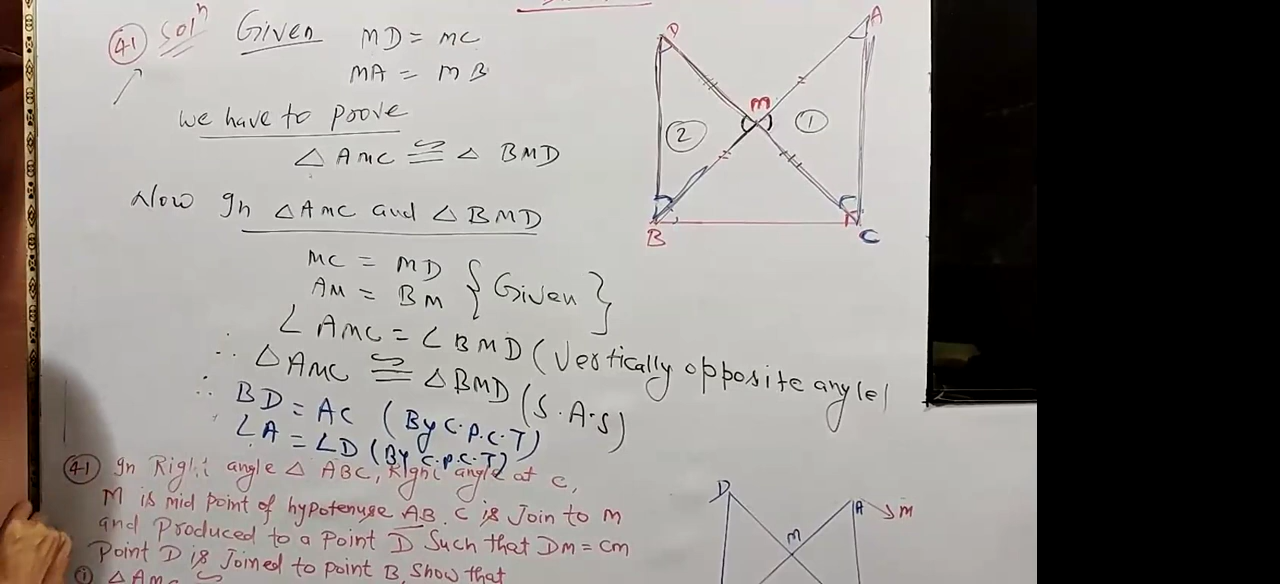 41 Solⁿ Given MD = MC
MA = MB
we have to prove
△ AMC ≅ △ BMD
Now In △AMC and △BMD
MC = MD
AM = BM { Given }
∠ AMC = ∠ BMD (Vertically opposite angle)
∴ △AMC ≅ △BMD (S.A.S)
∴ BD = AC (By C.P.C.T)
∠A = ∠D (By C.P.C.T)
41 In Right angle △ ABC, Right angle at C,
M is mid point of hypotenuse AB. C is Join to M
and Produced to a Point D Such that DM = CM
Point D is Joined to point B. Show that
(i) △AMC ≅
D
A
M
2
1
B
C
D
A → M
M